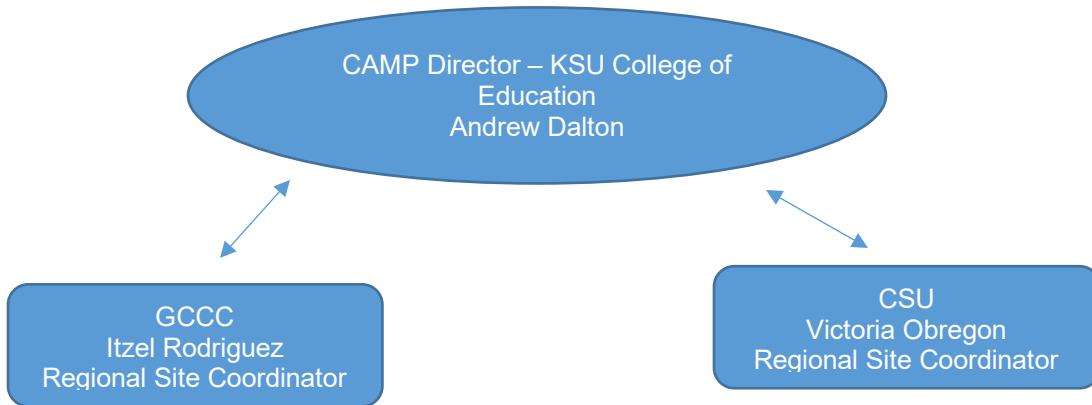 CAMP Director – KSU College of
Education
Andrew Dalton
GCCC
Itzel Rodriguez
Regional Site Coordinator
CSU
Victoria Obregon
Regional Site Coordinator